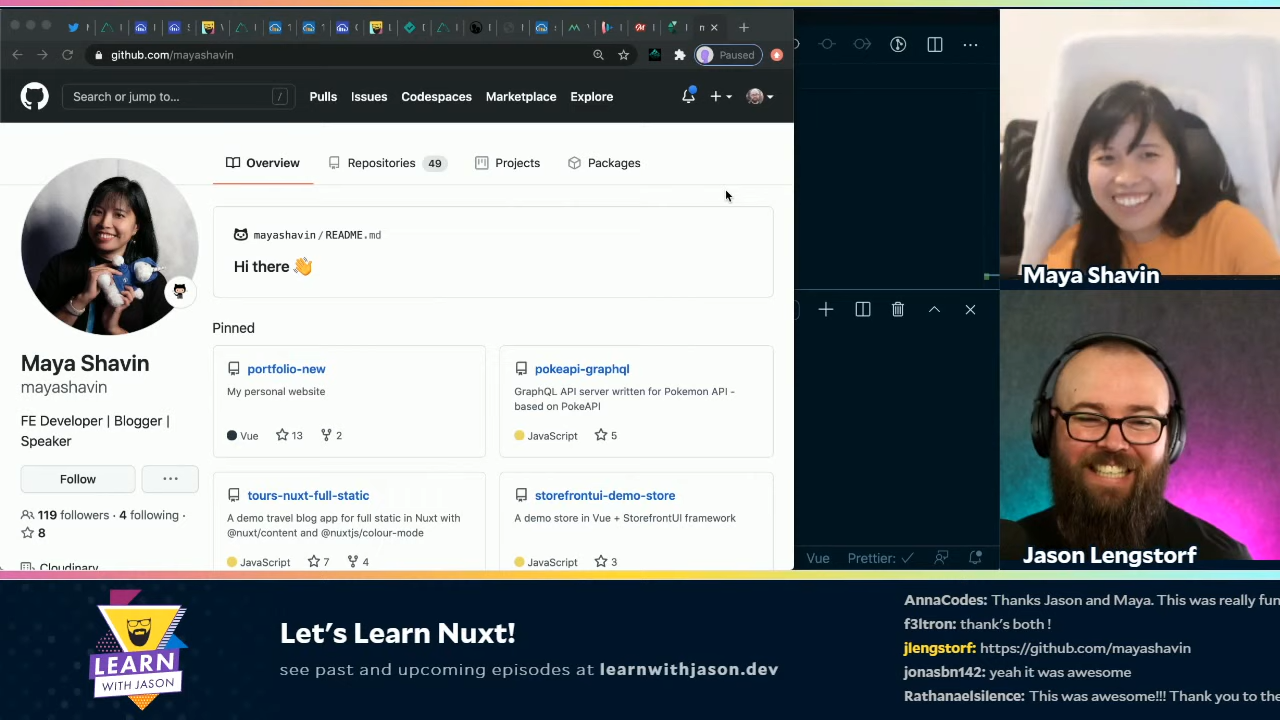 github.com/mayashavin
Paused
Search or jump to...
/
Pulls
Issues
Codespaces
Marketplace
Explore
Overview
Repositories 49
Projects
Packages
mayashavin/README.md
Hi there 👋
Maya Shavin
mayashavin
FE Developer | Blogger |
Speaker
Follow
119 followers · 4 following ·
8
Cloudinary
Pinned
portfolio-new
My personal website
Vue 13 2
pokeapi-graphql
GraphQL API server written for Pokemon API -
based on PokeAPI
JavaScript 5
tours-nuxt-full-static
A demo travel blog app for full static in Nuxt with
@nuxt/content and @nuxtjs/colour-mode
JavaScript 7 4
storefrontui-demo-store
A demo store in Vue + StorefrontUI framework
JavaScript 3
Vue Prettier: ✓
Maya Shavin
Jason Lengstorf
LEARN
WITH JASON
Let's Learn Nuxt!
see past and upcoming episodes at learnwithjason.dev
AnnaCodes: Thanks Jason and Maya. This was really fun
f3ltron: thank's both !
jlengstorf: https://github.com/mayashavin
jonasbn142: yeah it was awesome
Rathanaelsilence: This was awesome!!! Thank you to the